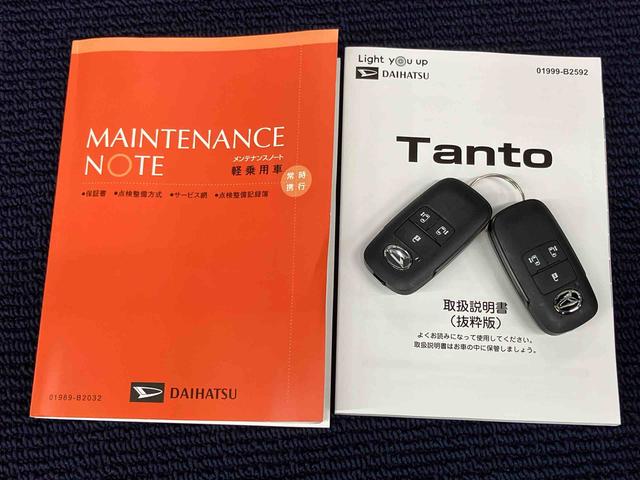 MAINTENANCE
NOTE
メンテナンスノート
軽乗用車
常時
携行
●保証書 ●点検整備方式 ●サービス網 ●点検整備記録簿
01989-B2032
DAIHATSU
Light you up
DAIHATSU
01999-B2592
Tanto
取扱説明書
（抜粋版）
よくお読みになって使用してください。
取扱説明書はお車の中に保管しましょう。